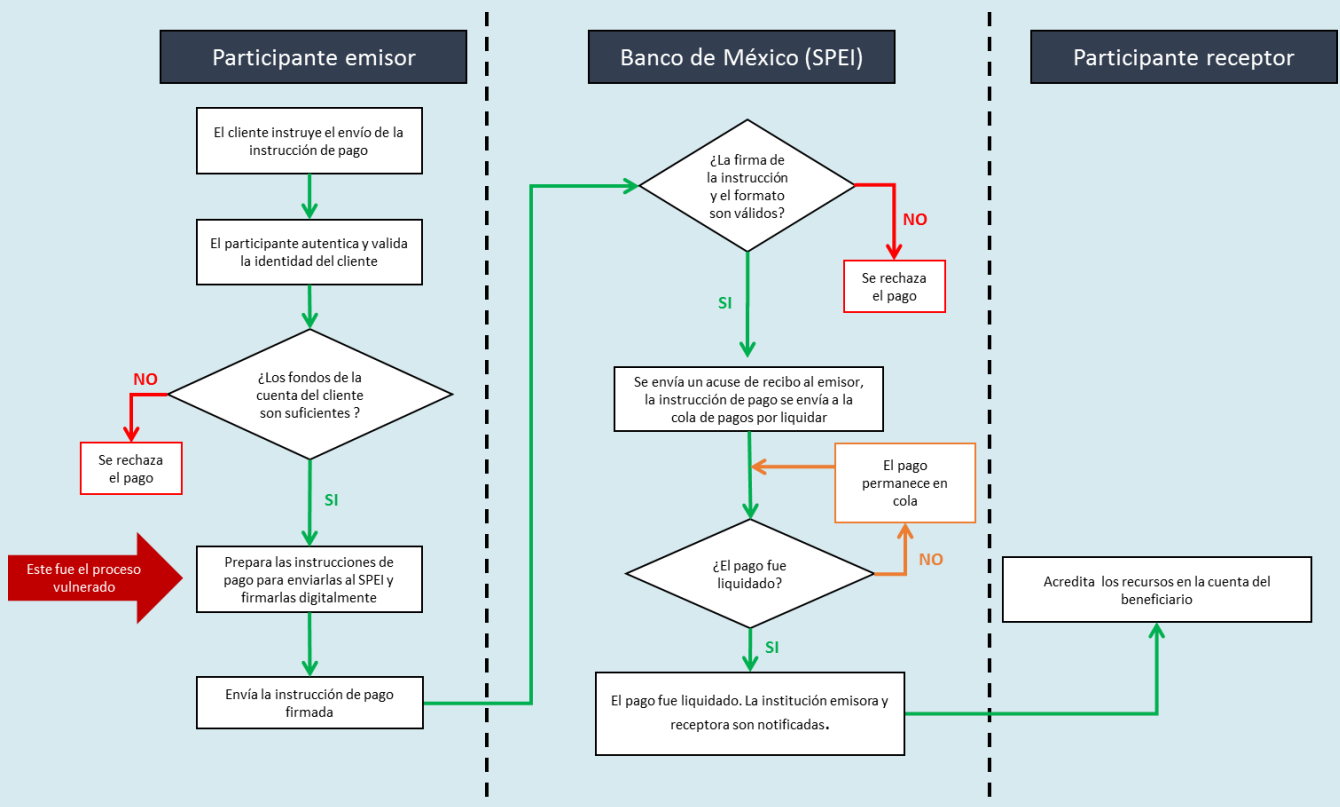 Participante emisor
El cliente instruye el envío de la
instrucción de pago
El participante autentica y valida
la identidad del cliente
¿Los fondos de la
cuenta del cliente
son suficientes ?
NO
Se rechaza
el pago
SI
Este fue el proceso
vulnerado
Prepara las instrucciones de
pago para enviarlas al SPEI y
firmarlas digitalmente
Envía la instrucción de pago
firmada
Banco de México (SPEI)
¿La firma de
la instrucción
y el formato
son válidos?
NO
Se rechaza
el pago
SI
Se envía un acuse de recibo al emisor,
la instrucción de pago se envía a la
cola de pagos por liquidar
El pago
permanece en
cola
¿El pago fue
liquidado?
NO
SI
El pago fue liquidado. La institución emisora y
receptora son notificadas.
Participante receptor
Acredita los recursos en la cuenta del
beneficiario